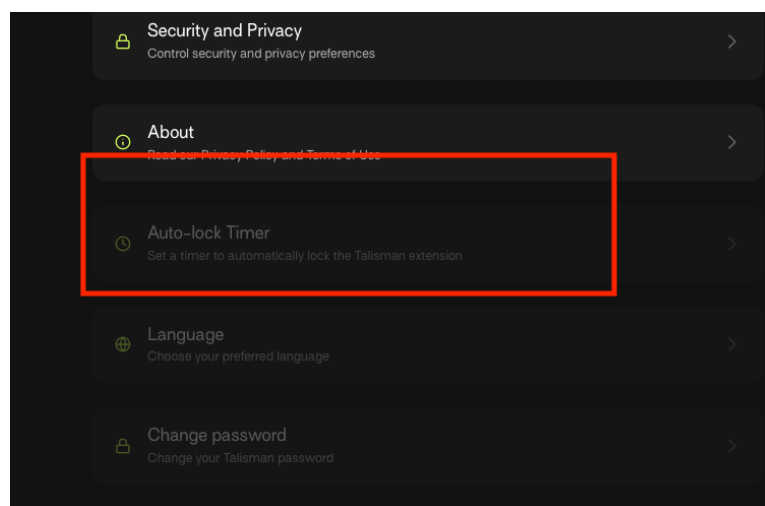 Security and Privacy
Control security and privacy preferences
About
Read our Privacy Policy and Terms of Use
Auto-lock Timer
Set a timer to automatically lock the Talisman extension
Language
Choose your preferred language
Change password
Change your Talisman password